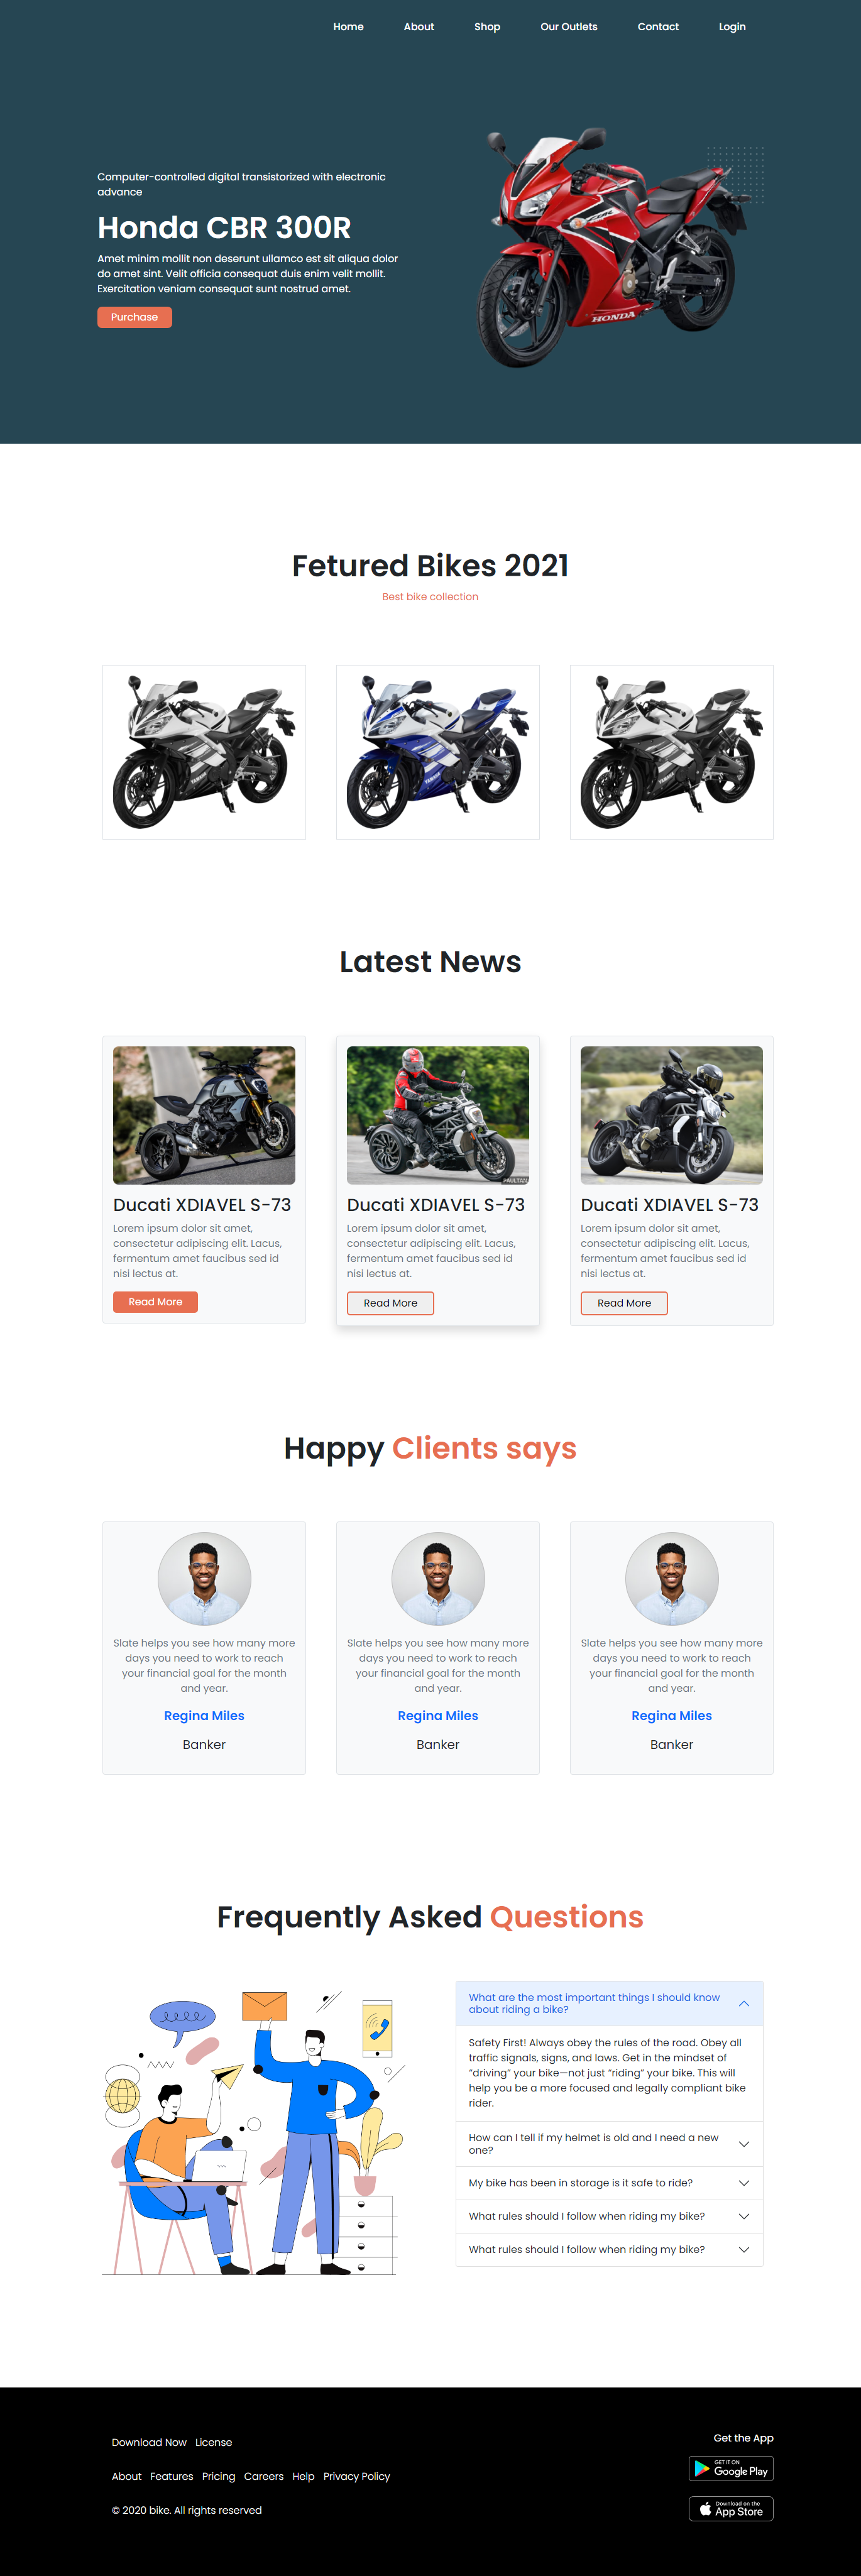 Home About Shop Our Outlets Contact Login
Computer-controlled digital transistorized with electronic
advance
Honda CBR 300R
Amet minim mollit non deserunt ullamco est sit aliqua dolor
do amet sint. Velit officia consequat duis enim velit mollit.
Exercitation veniam consequat sunt nostrud amet.
Purchase
HONDA
Fetured Bikes 2021
Best bike collection
Latest News
PAULTAN
Ducati XDIAVEL S-73
Lorem ipsum dolor sit amet,
consectetur adipiscing elit. Lacus,
fermentum amet faucibus sed id
nisi lectus at.
Read More
Ducati XDIAVEL S-73
Lorem ipsum dolor sit amet,
consectetur adipiscing elit. Lacus,
fermentum amet faucibus sed id
nisi lectus at.
Read More
Ducati XDIAVEL S-73
Lorem ipsum dolor sit amet,
consectetur adipiscing elit. Lacus,
fermentum amet faucibus sed id
nisi lectus at.
Read More
Happy Clients says
Slate helps you see how many more
days you need to work to reach
your financial goal for the month
and year.
Regina Miles
Banker
Slate helps you see how many more
days you need to work to reach
your financial goal for the month
and year.
Regina Miles
Banker
Slate helps you see how many more
days you need to work to reach
your financial goal for the month
and year.
Regina Miles
Banker
Frequently Asked Questions
What are the most important things I should know
about riding a bike?
Safety First! Always obey the rules of the road. Obey all
traffic signals, signs, and laws. Get in the mindset of
“driving” your bike—not just “riding” your bike. This will
help you be a more focused and legally compliant bike
rider.
How can I tell if my helmet is old and I need a new
one?
My bike has been in storage is it safe to ride?
What rules should I follow when riding my bike?
What rules should I follow when riding my bike?
Download Now License
About Features Pricing Careers Help Privacy Policy
© 2020 bike. All rights reserved
Get the App
GET IT ON
Google Play
Download on the
App Store